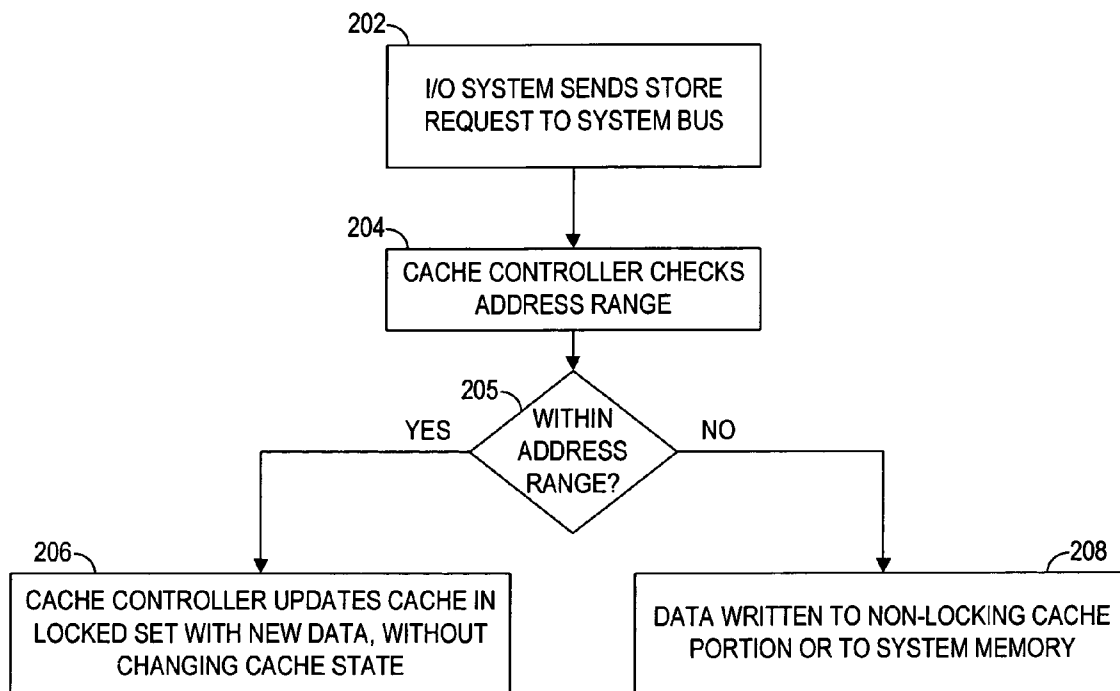 202
I/O SYSTEM SENDS STORE
REQUEST TO SYSTEM BUS
204
CACHE CONTROLLER CHECKS
ADDRESS RANGE
205
WITHIN
ADDRESS
RANGE?
YES
NO
206
CACHE CONTROLLER UPDATES CACHE IN
LOCKED SET WITH NEW DATA, WITHOUT
CHANGING CACHE STATE
208
DATA WRITTEN TO NON-LOCKING CACHE
PORTION OR TO SYSTEM MEMORY